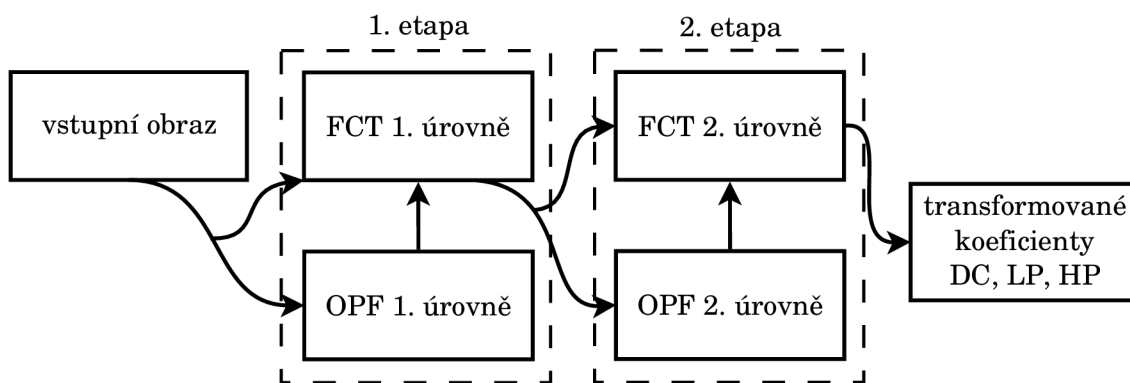 1. etapa
2. etapa
vstupní obraz
FCT 1. úrovně
FCT 2. úrovně
transformované
koeficienty
DC, LP, HP
OPF 1. úrovně
OPF 2. úrovně